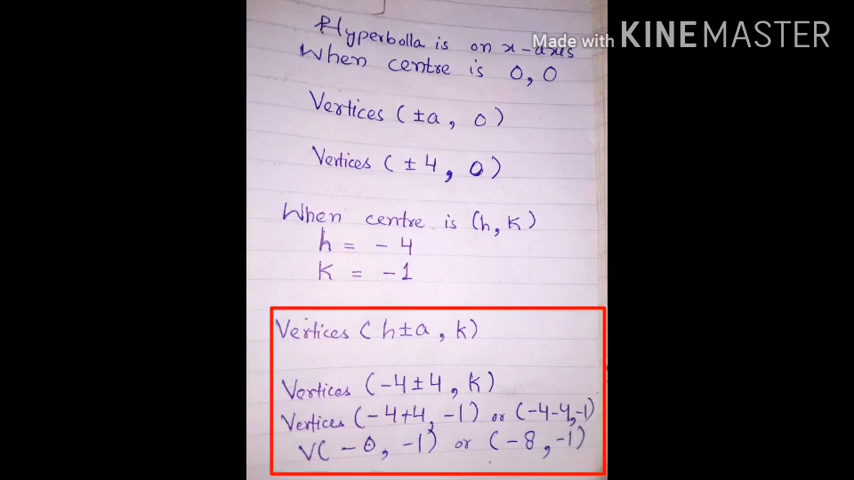 Hyperbolla is on x-axis
Made with KINEMASTER
When centre is 0, 0
Vertices (±a, 0)
Vertices (±4, 0)
When centre is (h, K)
h = -4
K = -1
Vertices (h±a, k)
Vertices (-4±4, k)
Vertices (-4+4, -1) or (-4-4,-1)
V(-0, -1) or (-8, -1)